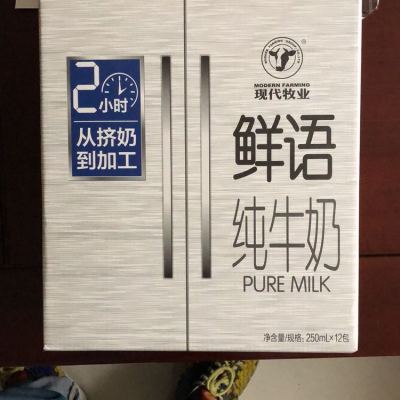 2
小时
从挤奶
到加工
MODERN FARMING
现代牧业
鲜语
纯牛奶
PURE MILK
净含量/规格: 250mL×12包